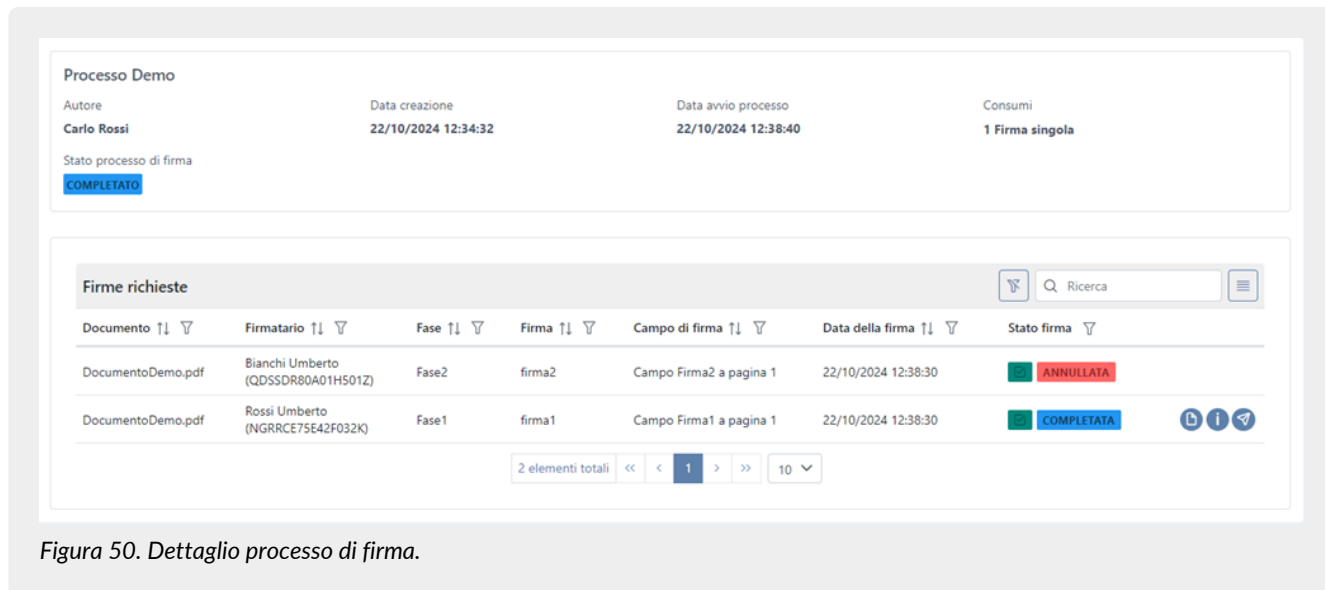 Processo Demo
Autore Data creazione Data avvio processo Consumi
Carlo Rossi 22/10/2024 12:34:32 22/10/2024 12:38:40 1 Firma singola
Stato processo di firma
COMPLETATO
Firme richieste Ricerca
Documento Firmatario Fase Firma Campo di firma Data della firma Stato firma
DocumentoDemo.pdf Bianchi Umberto (QDSSDR80A01H501Z) Fase2 firma2 Campo Firma2 a pagina 1 22/10/2024 12:38:30 ANNULLATA
DocumentoDemo.pdf Rossi Umberto (NGRRCE75E42F032K) Fase1 firma1 Campo Firma1 a pagina 1 22/10/2024 12:38:30 COMPLETATA
2 elementi totali << < 1 > >> 10
Figura 50. Dettaglio processo di firma.